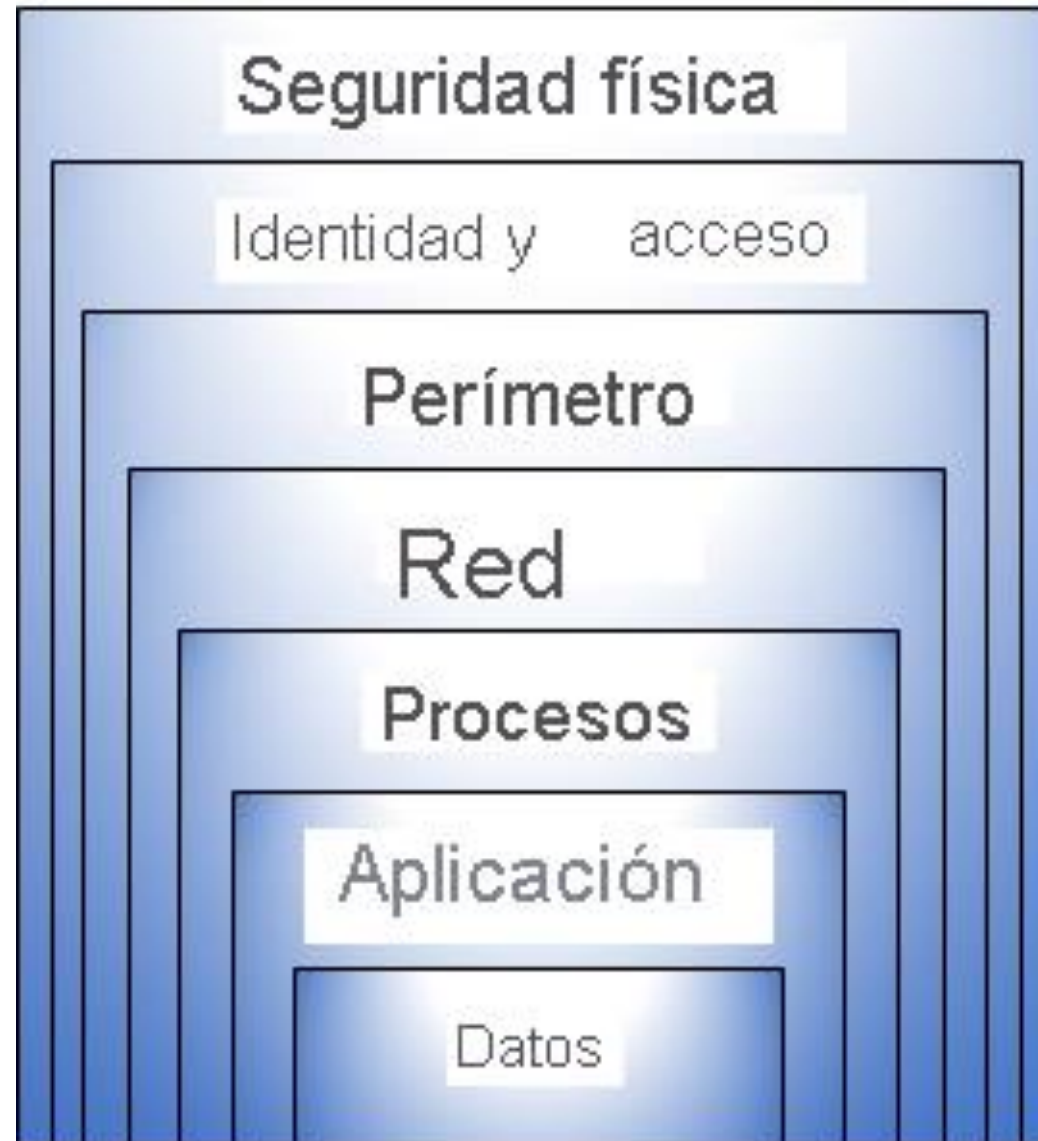 Seguridad física
Identidad y acceso
Perímetro
Red
Procesos
Aplicación
Datos